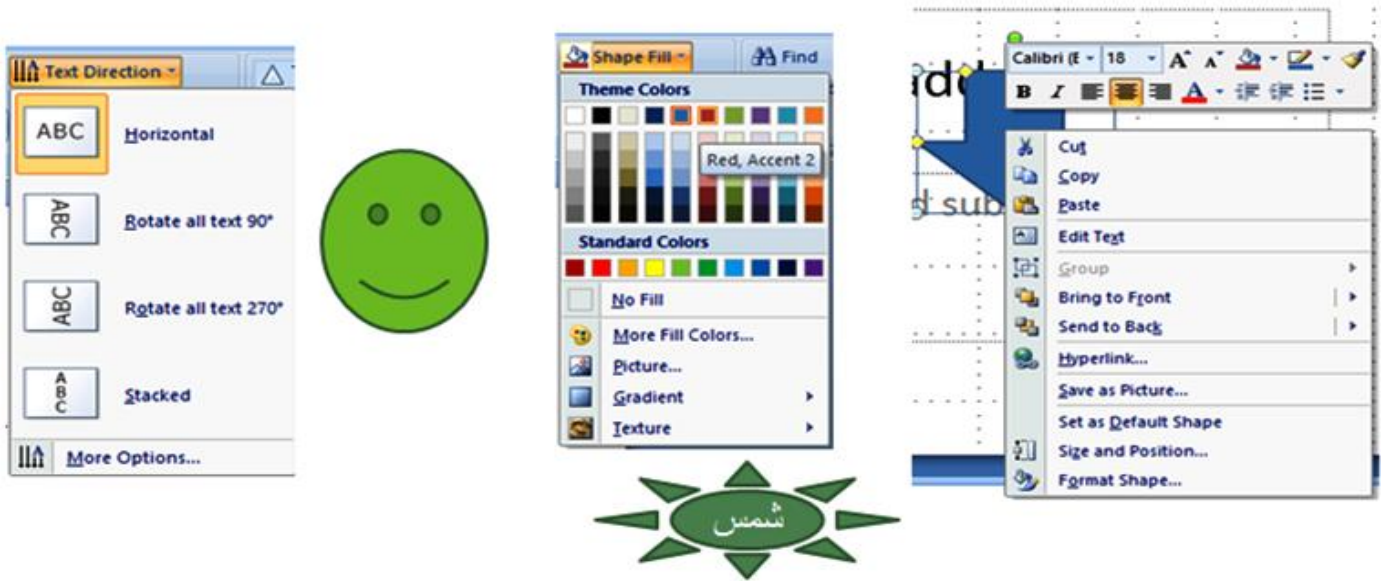 Text Direction
ABC Horizontal
ABC Rotate all text 90°
ABC Rotate all text 270°
ABC Stacked
More Options...
Shape Fill
Find
Theme Colors
Red, Accent 2
Standard Colors
No Fill
More Fill Colors...
Picture...
Gradient
Texture
شمس
Calibri (E 18 A A
B I A
add
d sub
Cut
Copy
Paste
Edit Text
Group
Bring to Front
Send to Back
Hyperlink...
Save as Picture...
Set as Default Shape
Size and Position...
Format Shape...